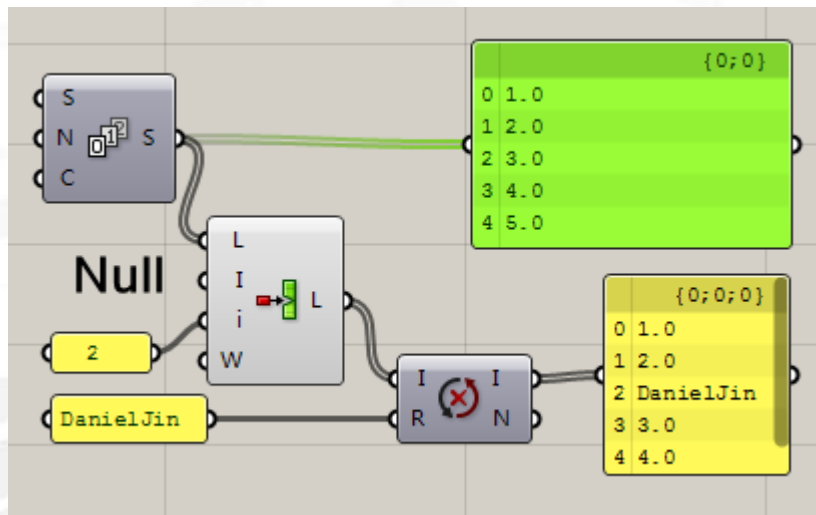 S
N S
C
{0;0}
0 1.0
1 2.0
2 3.0
3 4.0
4 5.0
Null
L
I
i L
W
2
DanielJin
I I
R N
{0;0;0}
0 1.0
1 2.0
2 DanielJin
3 3.0
4 4.0